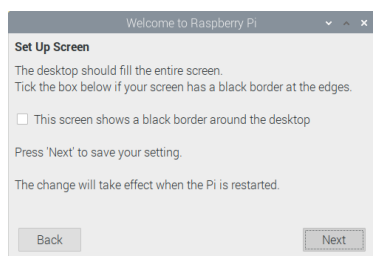 Welcome to Raspberry Pi
Set Up Screen
The desktop should fill the entire screen.
Tick the box below if your screen has a black border at the edges.
This screen shows a black border around the desktop
Press 'Next' to save your setting.
The change will take effect when the Pi is restarted.
Back Next